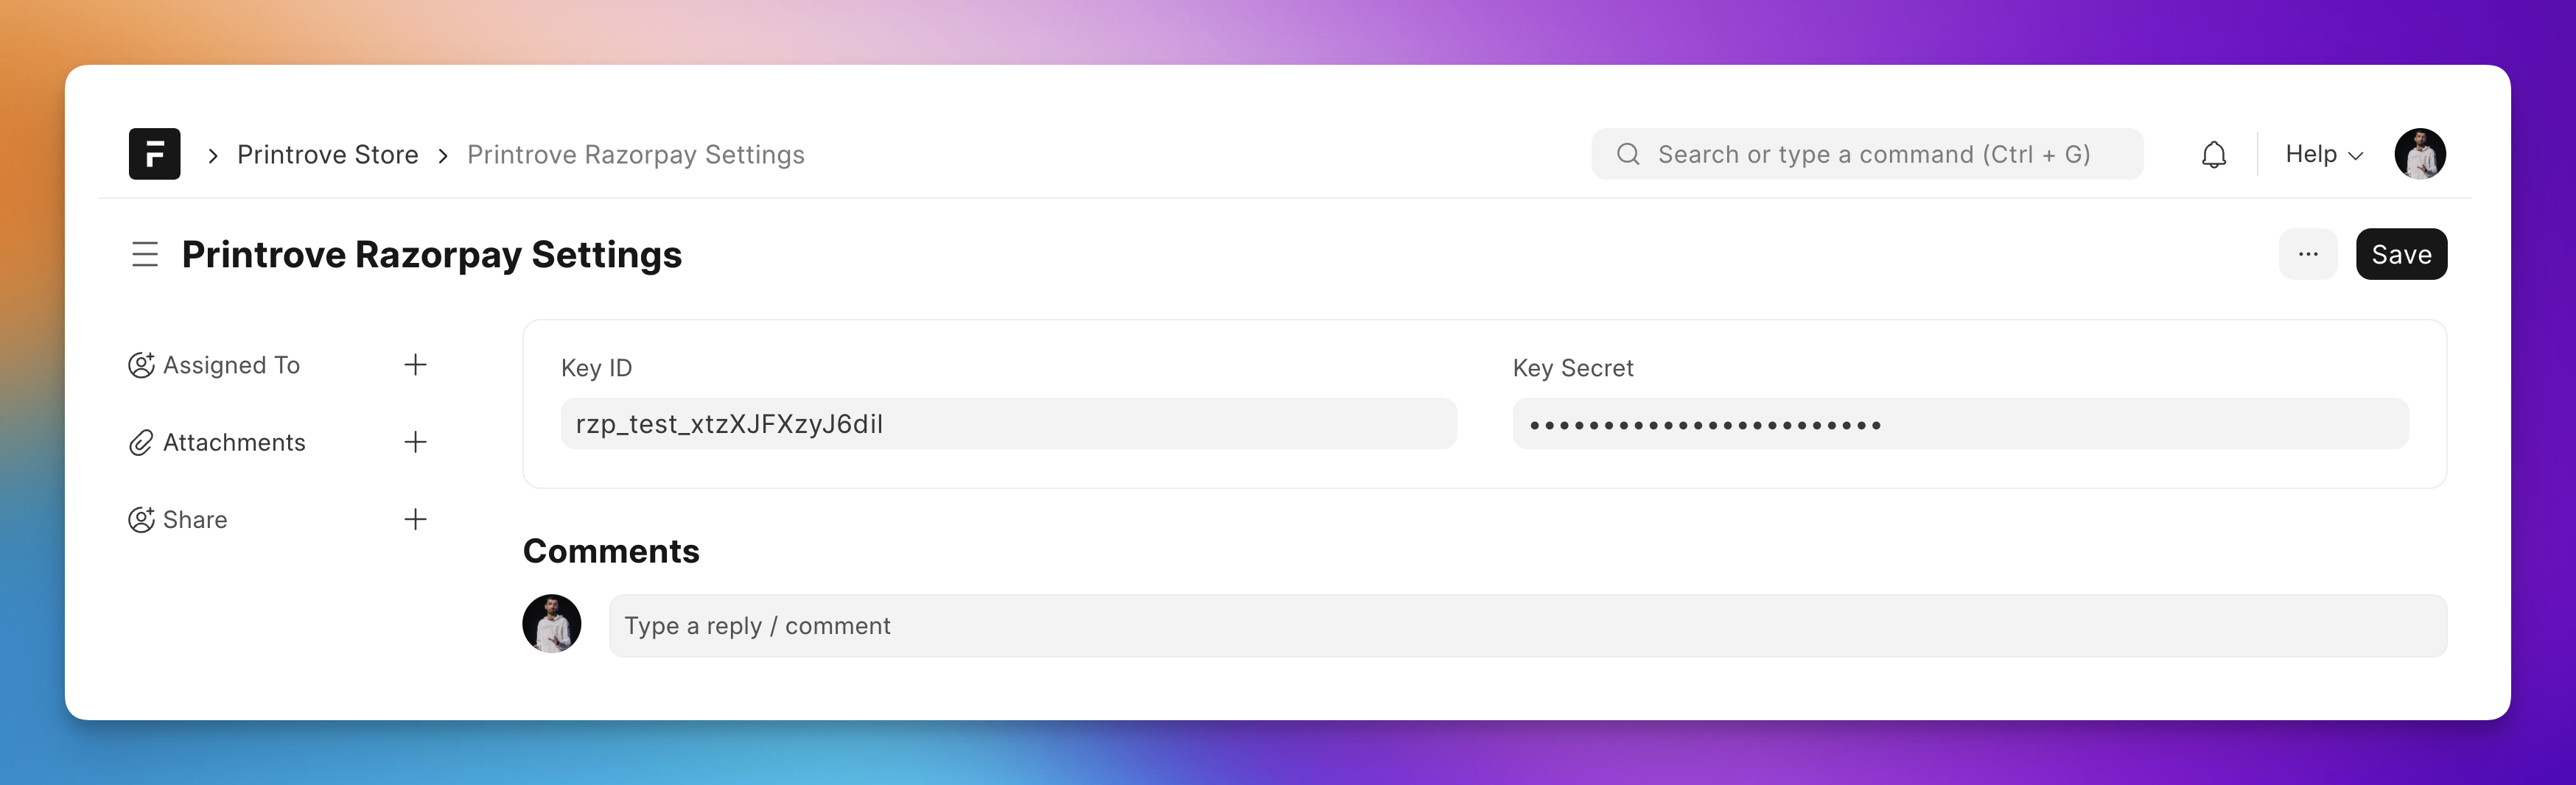 Printrove Store
Printrove Razorpay Settings
Search or type a command (Ctrl + G)
Help
Printrove Razorpay Settings
...
Save
Assigned To
Attachments
Share
Key ID
rzp_test_xtzXJFXzyJ6dil
Key Secret
••••••••••••••••••••••••
Comments
Type a reply / comment